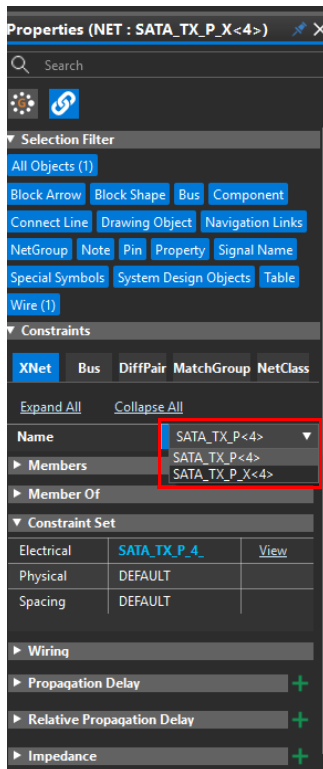 Properties (NET : SATA_TX_P_X<4>)
Search
G
Selection Filter
All Objects (1)
Block Arrow Block Shape Bus Component
Connect Line Drawing Object Navigation Links
NetGroup Note Pin Property Signal Name
Special Symbols System Design Objects Table
Wire (1)
Constraints
XNet Bus DiffPair MatchGroup NetClass
Expand All Collapse All
Name SATA_TX_P<4>
SATA_TX_P<4>
SATA_TX_P_X<4>
Members
Member Of
Constraint Set
Electrical SATA_TX_P_4_ View
Physical DEFAULT
Spacing DEFAULT
Wiring
Propagation Delay
Relative Propagation Delay
Impedance